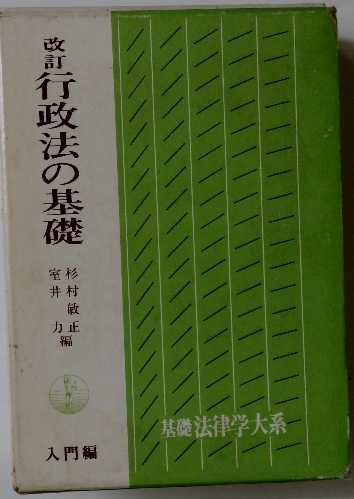 改訂
行政法の基礎
杉村敏正
室井力編
入門編
基礎法律学大系